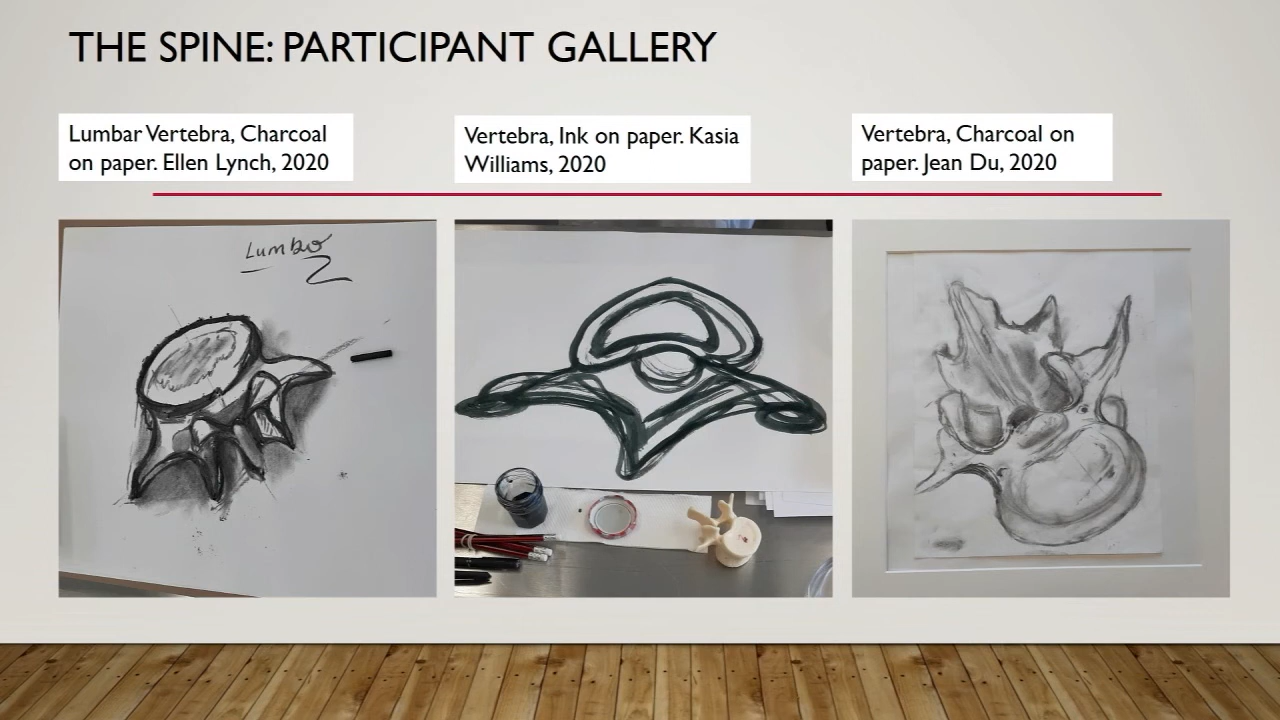 THE SPINE: PARTICIPANT GALLERY
Lumbar Vertebra, Charcoal
on paper. Ellen Lynch, 2020
Vertebra, Ink on paper. Kasia
Williams, 2020
Vertebra, Charcoal on
paper. Jean Du, 2020